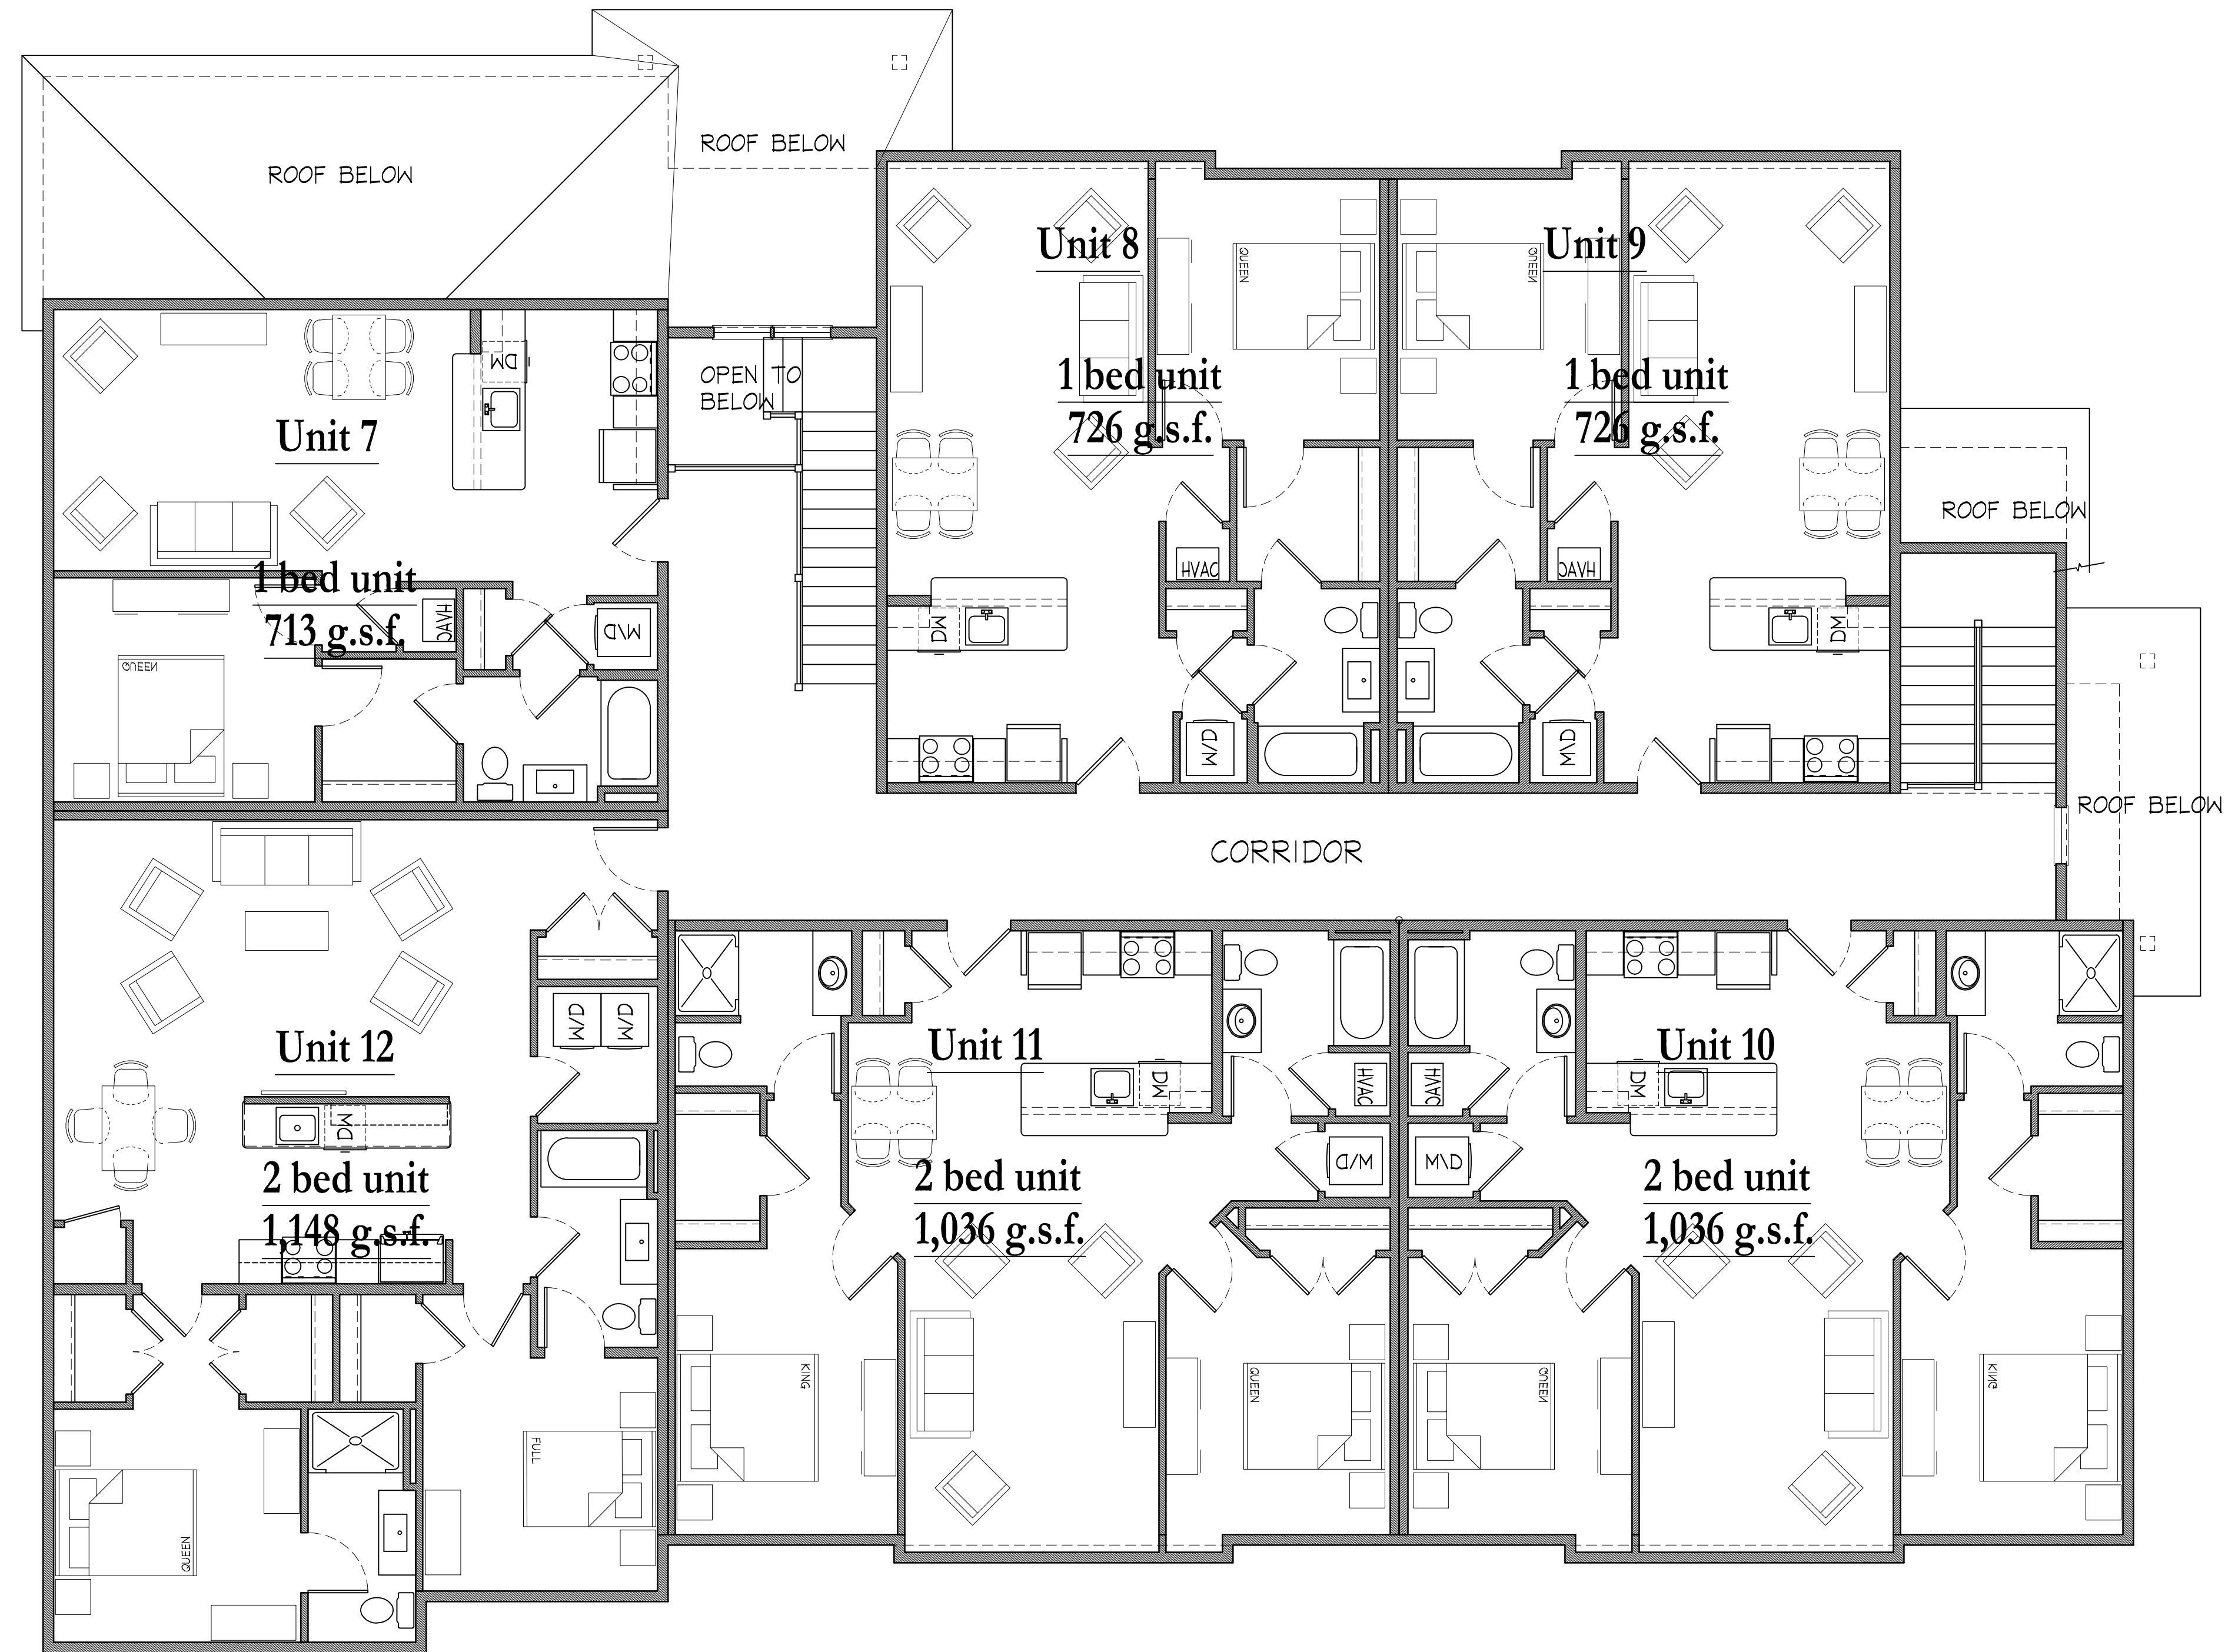 ROOF BELOW
ROOF BELOW
Unit 8
1 bed unit
726 g.s.f.
QUEEN
HVAC
DW
W/D
Unit 9
1 bed unit
726 g.s.f.
QUEEN
HVAC
DW
W/D
Unit 7
1 bed unit
713 g.s.f.
DW
HVAC
W/D
QUEEN
OPEN TO
BELOW
ROOF BELOW
ROOF BELOW
CORRIDOR
Unit 12
2 bed unit
1,148 g.s.f.
W/D
W/D
DW
QUEEN
FULL
Unit 11
2 bed unit
1,036 g.s.f.
DW
HVAC
W/D
KING
QUEEN
Unit 10
2 bed unit
1,036 g.s.f.
HVAC
DW
W/D
QUEEN
KING